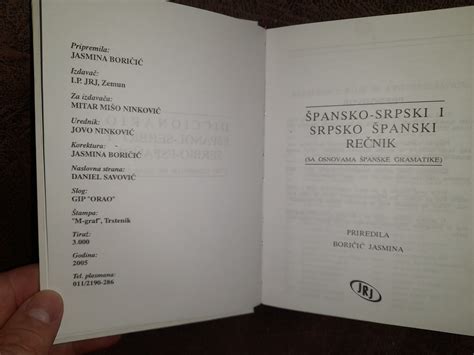 Pripremila:
JASMINA BORIČIĆ
Izdavač:
I.P. JRJ, Zemun
Za izdavača:
MITAR MIŠO NINKOVIĆ
Urednik:
JOVO NINKOVIĆ
Korektura:
JASMINA BORIČIĆ
Naslovna strana:
DANIEL SAVOVIĆ
Slog:
GIP "ORAO"
Štampa:
"M-graf", Trstenik
Tiraž:
3.000
Godina:
2005
Tel. plasmana:
011/2190-286
ŠPANSKO-SRPSKI I
SRPSKO ŠPANSKI
REČNIK
(SA OSNOVAMA ŠPANSKE GRAMATIKE)
PRIREDILA
BORIČIĆ JASMINA
JRJ